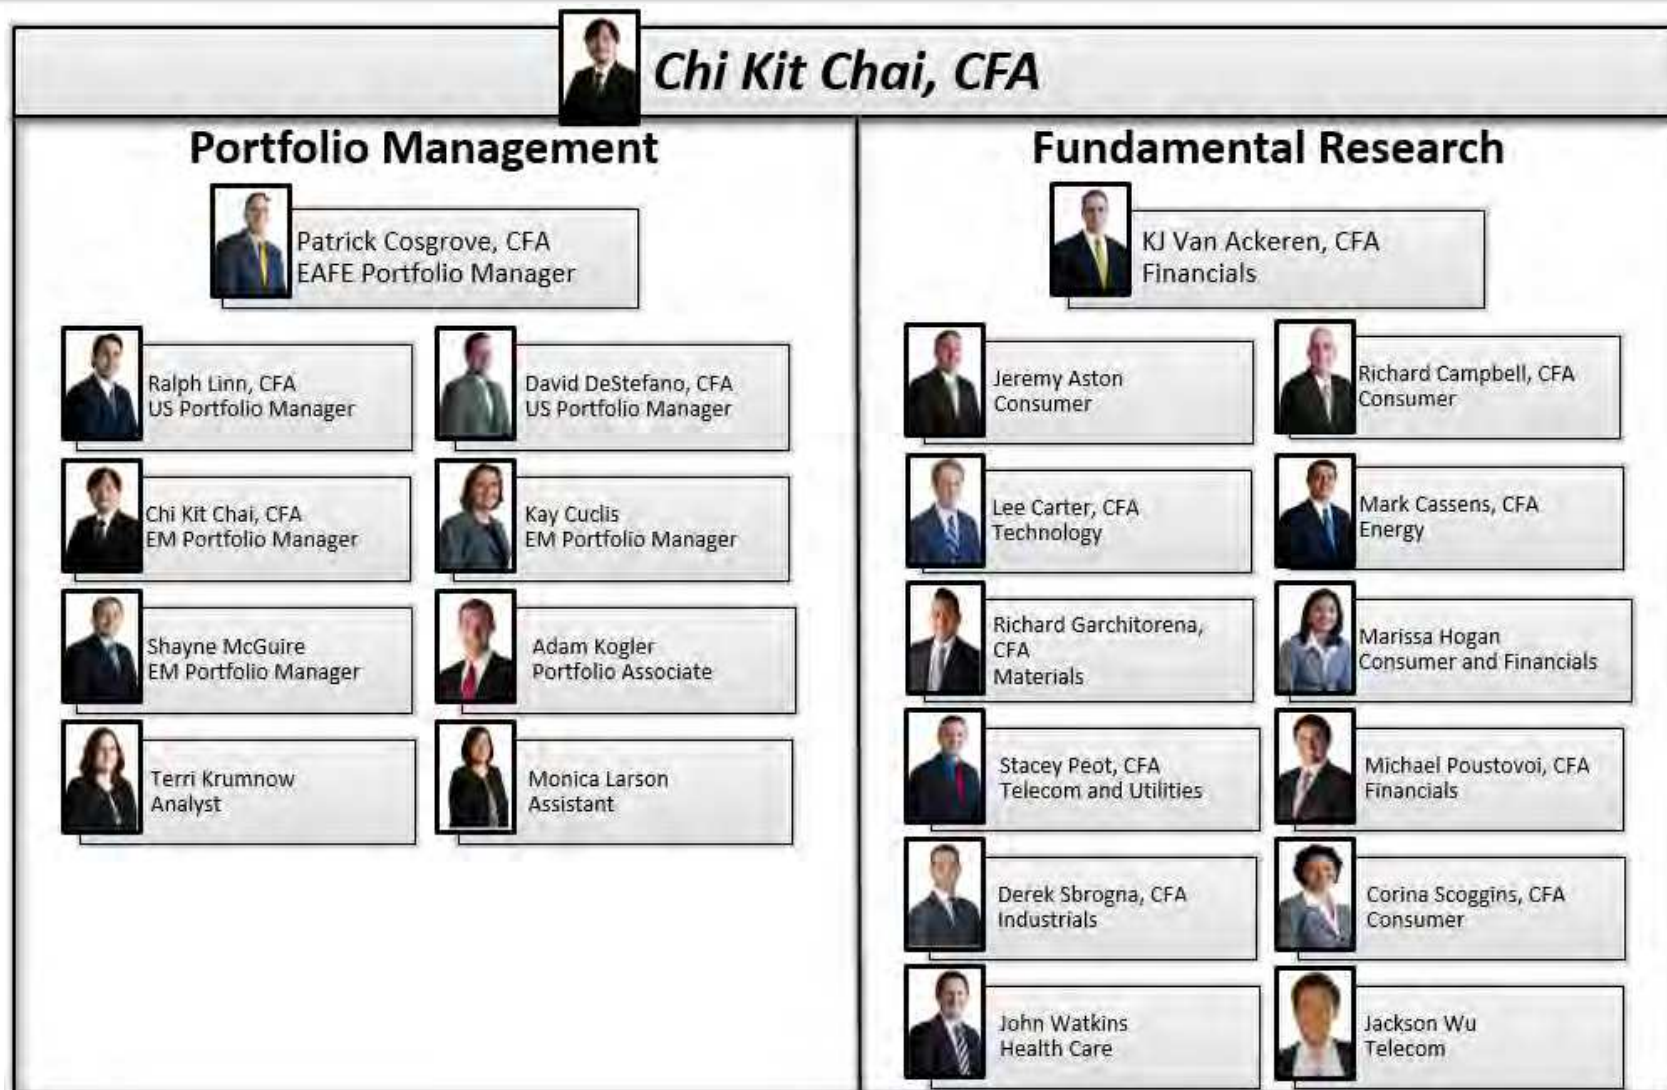 Chi Kit Chai, CFA
Portfolio Management
Patrick Cosgrove, CFA
EAFE Portfolio Manager
Ralph Linn, CFA
US Portfolio Manager
David DeStefano, CFA
US Portfolio Manager
Chi Kit Chai, CFA
EM Portfolio Manager
Kay Cuclis
EM Portfolio Manager
Shayne McGuire
EM Portfolio Manager
Adam Kogler
Portfolio Associate
Terri Krumnow
Analyst
Monica Larson
Assistant
Fundamental Research
KJ Van Ackeren, CFA
Financials
Jeremy Aston
Consumer
Richard Campbell, CFA
Consumer
Lee Carter, CFA
Technology
Mark Cassens, CFA
Energy
Richard Garchitorena,
CFA
Materials
Marissa Hogan
Consumer and Financials
Stacey Peot, CFA
Telecom and Utilities
Michael Poustovoi, CFA
Financials
Derek Sbrogna, CFA
Industrials
Corina Scoggins, CFA
Consumer
John Watkins
Health Care
Jackson Wu
Telecom